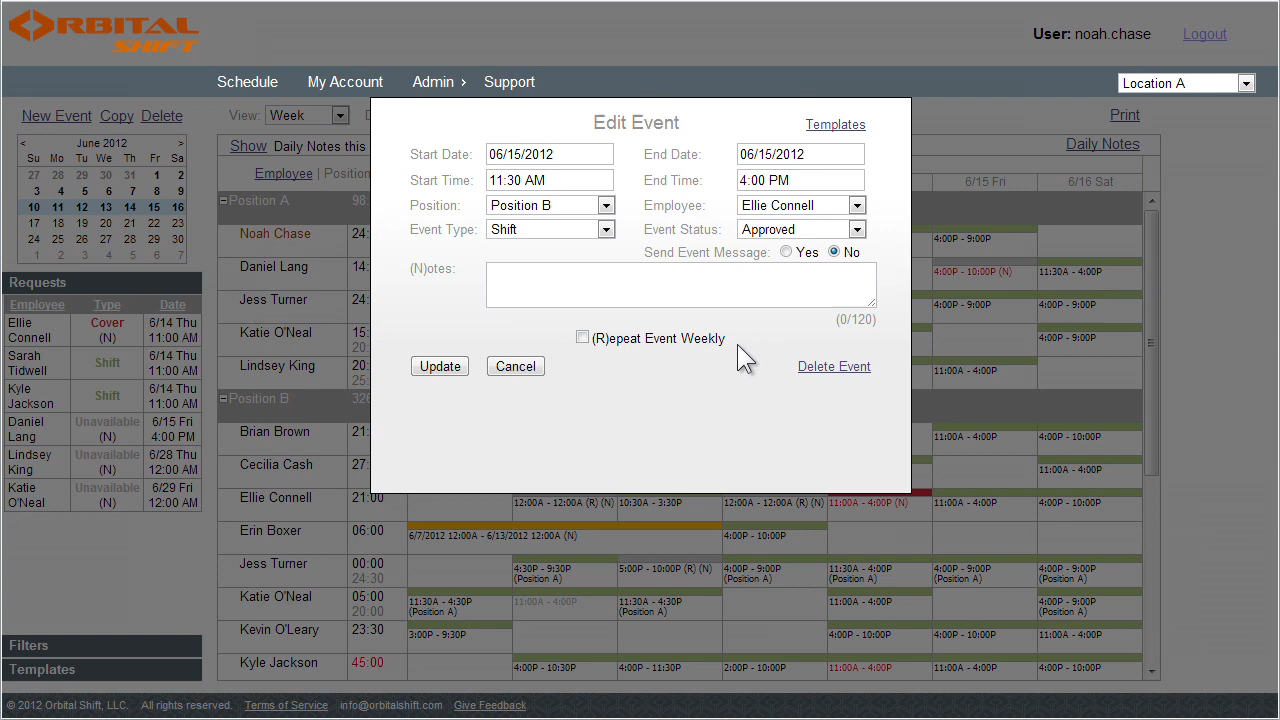 ORBITAL
SHIFT
User: noah.chase Logout
Schedule My Account Admin > Support Location A
New Event Copy Delete View: Week Print
< June 2012 >
Su Mo Tu We Th Fr Sa
27 28 29 30 31 1 2
3 4 5 6 7 8 9
10 11 12 13 14 15 16
17 18 19 20 21 22 23
24 25 26 27 28 29 30
1 2 3 4 5 6 7
Requests
Employee Type Date
Ellie Connell Cover (N) 6/14 Thu 11:00 AM
Sarah Tidwell Shift 6/14 Thu 11:00 AM
Kyle Jackson Shift 6/14 Thu 11:00 AM
Daniel Lang Unavailable (N) 6/15 Fri 4:00 PM
Lindsey King Unavailable (N) 6/28 Thu 12:00 AM
Katie O'Neal Unavailable (N) 6/29 Fri 12:00 AM
Filters
Templates
Show Daily Notes this Daily Notes
Employee | Position 6/15 Fri 6/16 Sat
Position A 98.
Noah Chase 24: 4:00P - 9:00P
Daniel Lang 14: 4:00P - 10:00P (N) 11:30A - 4:00P
Jess Turner 24: 4:00P - 9:00P 4:00P - 9:00P
Katie O'Neal 15: 20: 11:00A - 4:00P 4:00P - 9:00P
Lindsey King 20: 25: 11:00A - 4:00P
Position B 326
Brian Brown 21: 11:00A - 4:00P 4:00P - 10:00P
Cecilia Cash 27: 11:00A - 4:00P
Ellie Connell 21:00 12:00A - 12:00A (R) (N) 10:30A - 3:30P 12:00A - 12:00A (R) (N) 11:00A - 4:00P (N)
Erin Boxer 06:00 6/7/2012 12:00A - 6/13/2012 12:00A (N) 4:00P - 10:00P
Jess Turner 00:00 24:30 4:30P - 9:30P (Position A) 5:00P - 10:00P (R) (N) 4:00P - 9:00P (Position A) 11:30A - 4:00P (Position A) 4:00P - 9:00P (Position A) 4:00P - 9:00P (Position A)
Katie O'Neal 05:00 20:00 11:30A - 4:30P (Position A) 11:00A - 4:00P 11:30A - 4:30P (Position A) 11:00A - 4:00P 4:00P - 9:00P (Position A)
Kevin O'Leary 23:30 3:00P - 9:30P 4:00P - 10:00P 4:00P - 10:00P 11:00A - 4:00P
Kyle Jackson 45:00 4:00P - 10:30P 4:00P - 11:30P 2:00P - 10:00P 11:00A - 4:00P 11:00A - 4:00P 4:00P - 10:00P
Edit Event Templates
Start Date: 06/15/2012 End Date: 06/15/2012
Start Time: 11:30 AM End Time: 4:00 PM
Position: Position B Employee: Ellie Connell
Event Type: Shift Event Status: Approved
Send Event Message: Yes No
(N)otes:
(0/120)
(R)epeat Event Weekly
Update Cancel Delete Event
© 2012 Orbital Shift, LLC. All rights reserved. Terms of Service info@orbitalshift.com Give Feedback